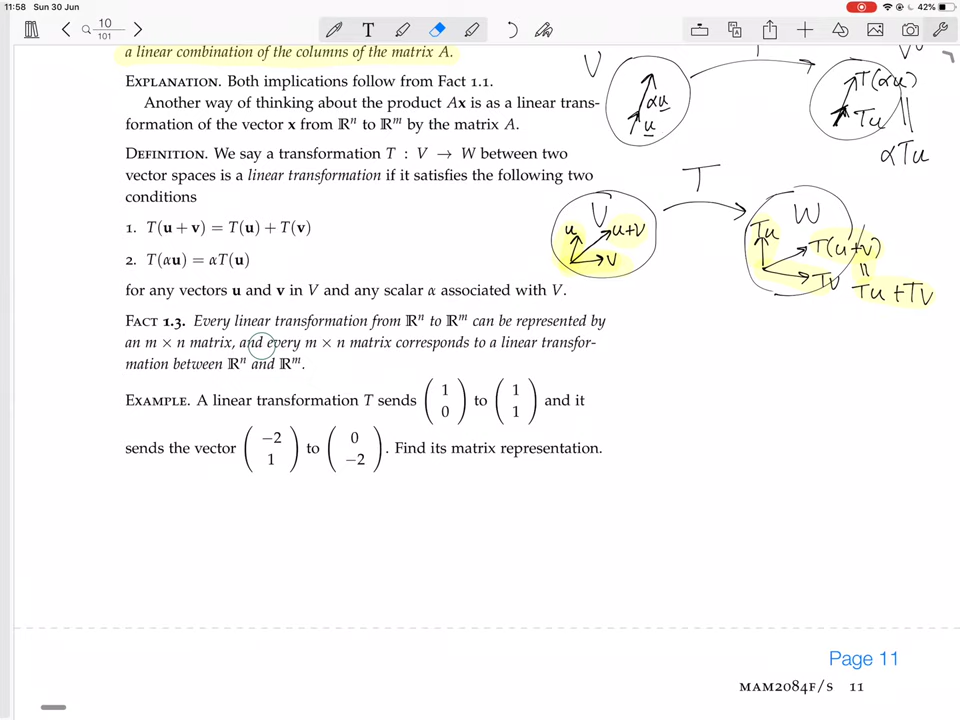 11:58 Sun 30 Jun
42%
10
101
T
a linear combination of the columns of the matrix A.
EXPLANATION. Both implications follow from Fact 1.1.
Another way of thinking about the product Ax is as a linear trans-
formation of the vector x from ℝⁿ to ℝᵐ by the matrix A.
DEFINITION. We say a transformation T : V → W between two
vector spaces is a linear transformation if it satisfies the following two
conditions
1. T(u + v) = T(u) + T(v)
2. T(αu) = αT(u)
for any vectors u and v in V and any scalar α associated with V.
FACT 1.3. Every linear transformation from ℝⁿ to ℝᵐ can be represented by
an m × n matrix, and every m × n matrix corresponds to a linear transfor-
mation between ℝⁿ and ℝᵐ.
EXAMPLE. A linear transformation T sends (1 0) to (1 1) and it
sends the vector (−2 1) to (0 −2). Find its matrix representation.
V
αu
u
T(αu)
Tu
||
αTu
T
V
u
u+v
v
W
Tu
T(u+v)
||
Tv
Tu + Tv
Page 11
MAM2084F/S 11